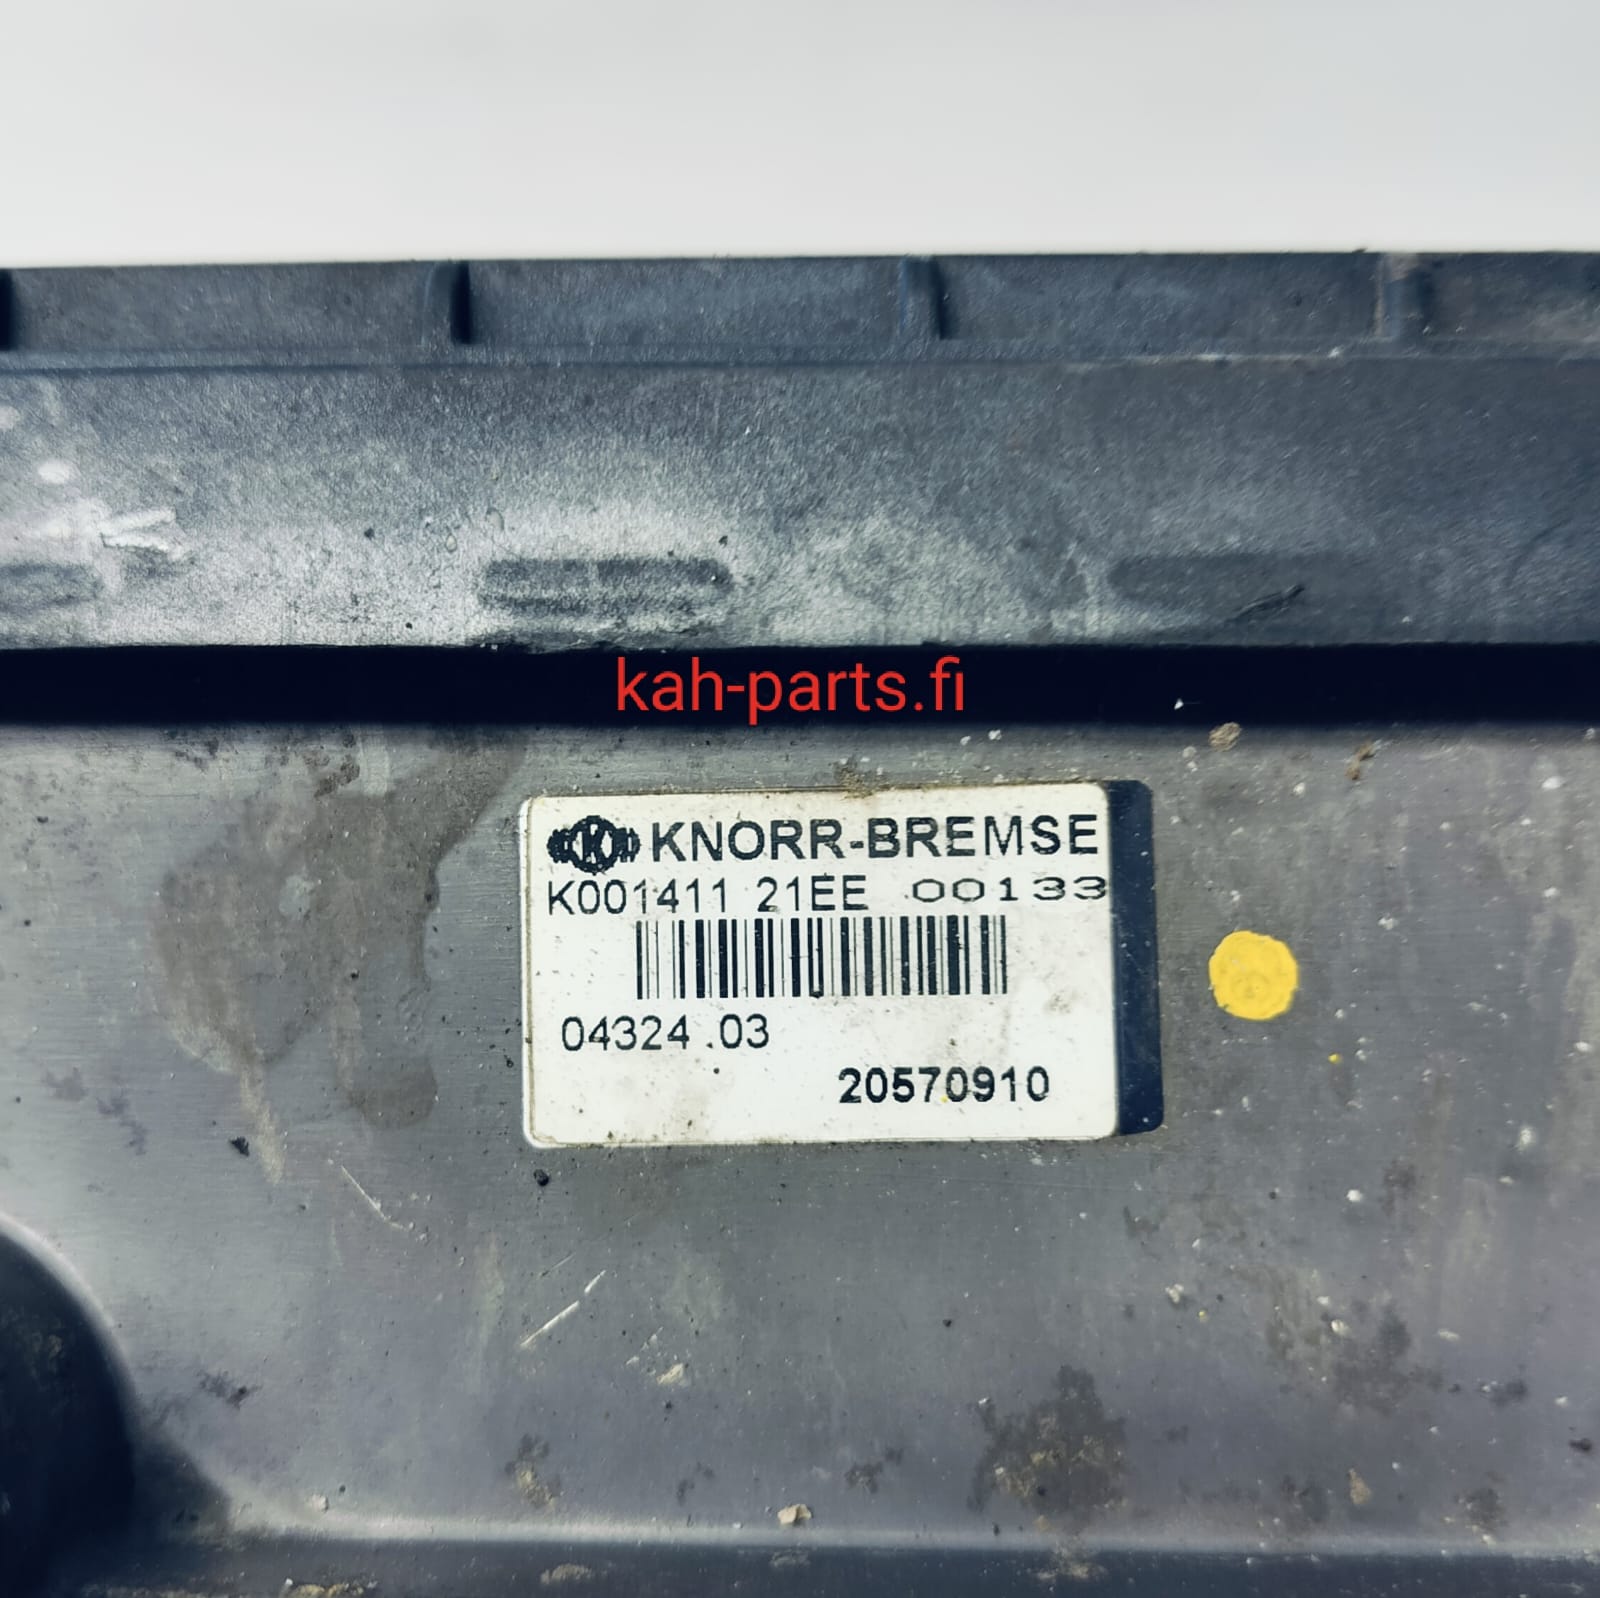 kah-parts.fi
KNORR-BREMSE
K001411 21EE 00133
04324.03
20570910